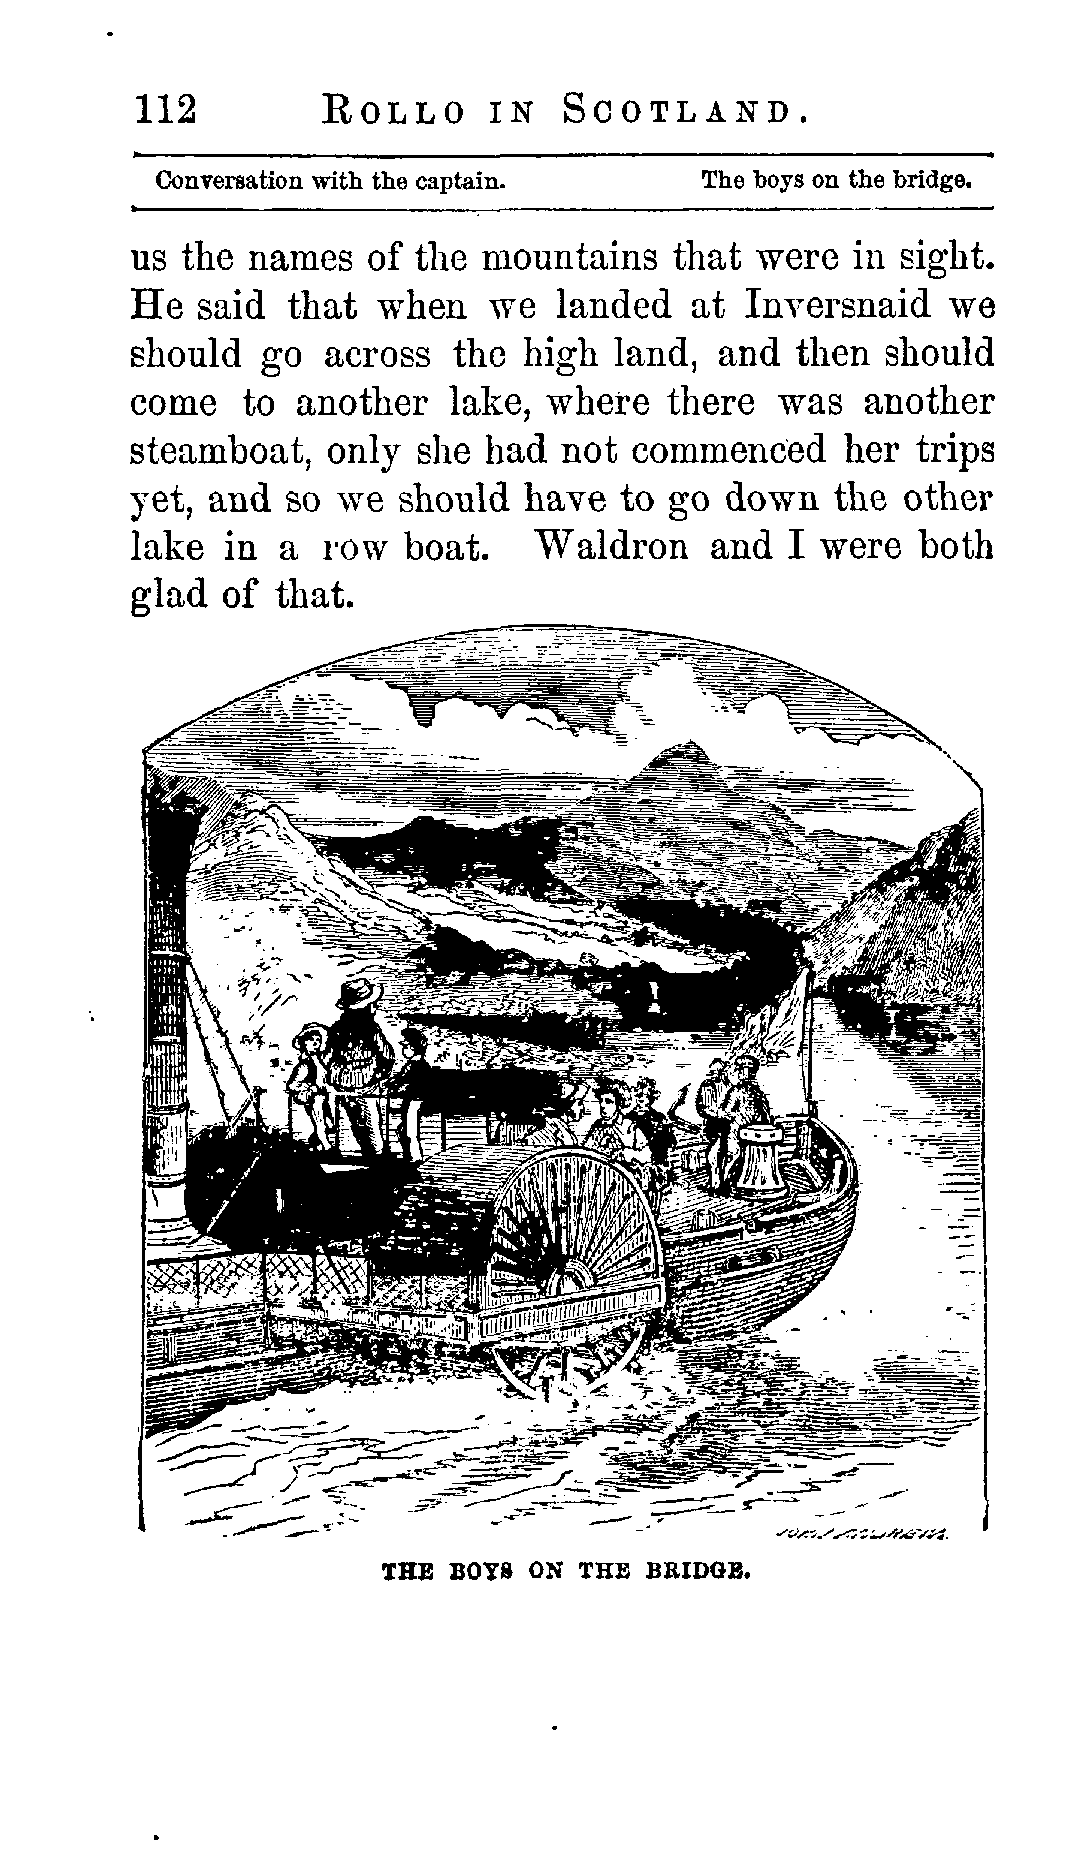 112 ROLLO IN SCOTLAND.
Conversation with the captain. The boys on the bridge.
us the names of the mountains that were in sight.
He said that when we landed at Inversnaid we
should go across the high land, and then should
come to another lake, where there was another
steamboat, only she had not commenced her trips
yet, and so we should have to go down the other
lake in a row boat. Waldron and I were both
glad of that.
THE BOYS ON THE BRIDGE.